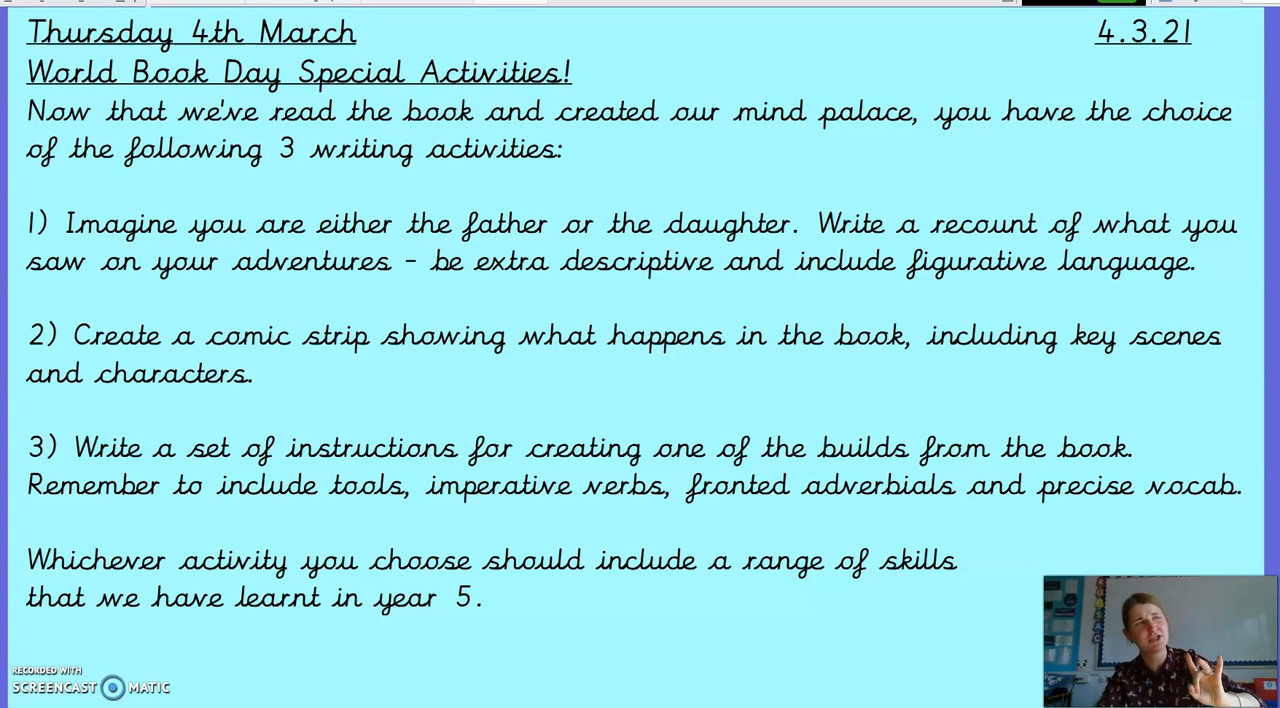 Thursday 4th March 4.3.21
World Book Day Special Activities!
Now that we've read the book and created our mind palace, you have the choice
of the following 3 writing activities:
1) Imagine you are either the father or the daughter. Write a recount of what you
saw on your adventures - be extra descriptive and include figurative language.
2) Create a comic strip showing what happens in the book, including key scenes
and characters.
3) Write a set of instructions for creating one of the builds from the book.
Remember to include tools, imperative verbs, fronted adverbials and precise vocab.
Whichever activity you choose should include a range of skills
that we have learnt in year 5.
RECORDED WITH
SCREENCAST MATIC